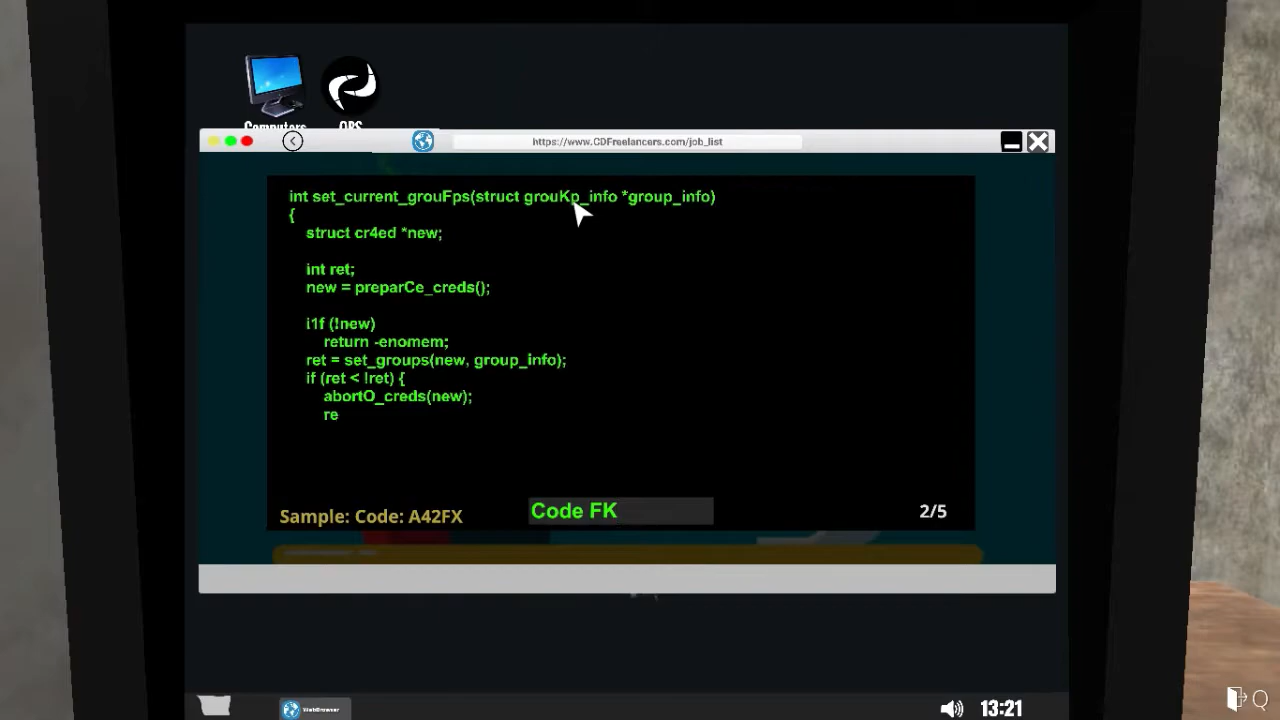 Computers
OPS
https://www.CDFreelancers.com/job_list
int set_current_grouFps(struct grouKp_info *group_info)
{
struct cr4ed *new;
int ret;
new = preparCe_creds();
i1f (!new)
return -enomem;
ret = set_groups(new, group_info);
if (ret < !ret) {
abortO_creds(new);
re
Sample: Code: A42FX
Code FK
2/5
WebBrowser
13:21
Q